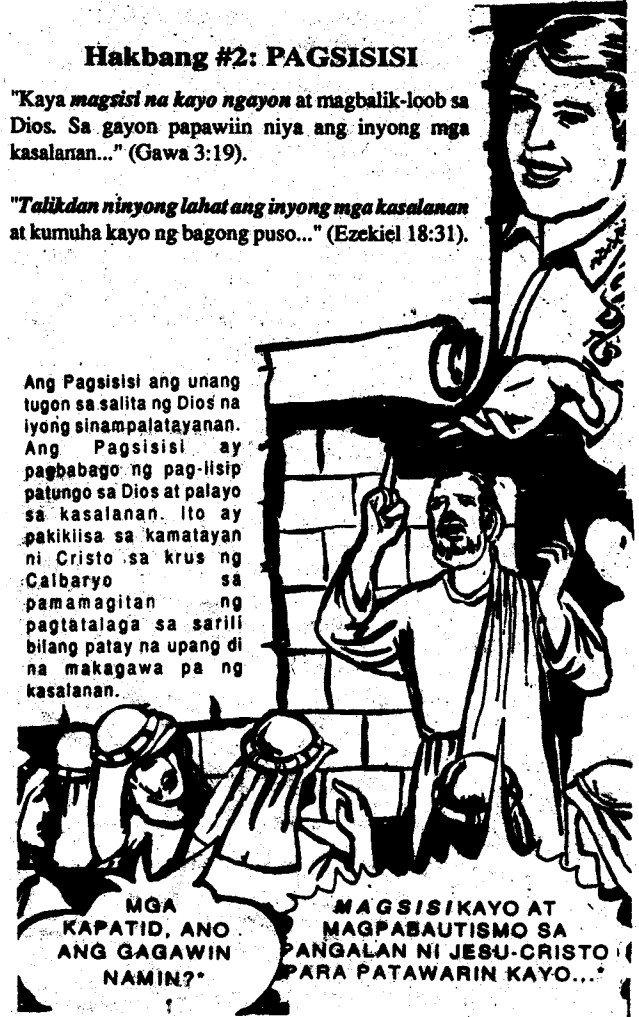 Hakbang #2: PAGSISISI
"Kaya magsisi na kayo ngayon at magbalik-loob sa
Dios. Sa gayon papawiin niya ang inyong mga
kasalanan..." (Gawa 3:19).
"Talikdan ninyong lahat ang inyong mga kasalanan
at kumuha kayo ng bagong puso..." (Ezekiel 18:31).
Ang Pagsisisi ang unang
tugon sa salita ng Dios na
iyong sinampalatayanan.
Ang Pagsisisi ay
pagbabago ng pag-iisip
patungo sa Dios at palayo
sa kasalanan. Ito ay
pakikiisa sa kamatayan
ni Cristo sa krus ng
Calbaryo sa
pamamagitan ng
pagtatalaga sa sarili
bilang patay na upang di
na makagawa pa ng
kasalanan.
MGA
KAPATID, ANO
ANG GAGAWIN
NAMIN?"
MAGSISI KAYO AT
MAGPABAUTISMO SA
PANGALAN NI JESU-CRISTO
PARA PATAWARIN KAYO..."